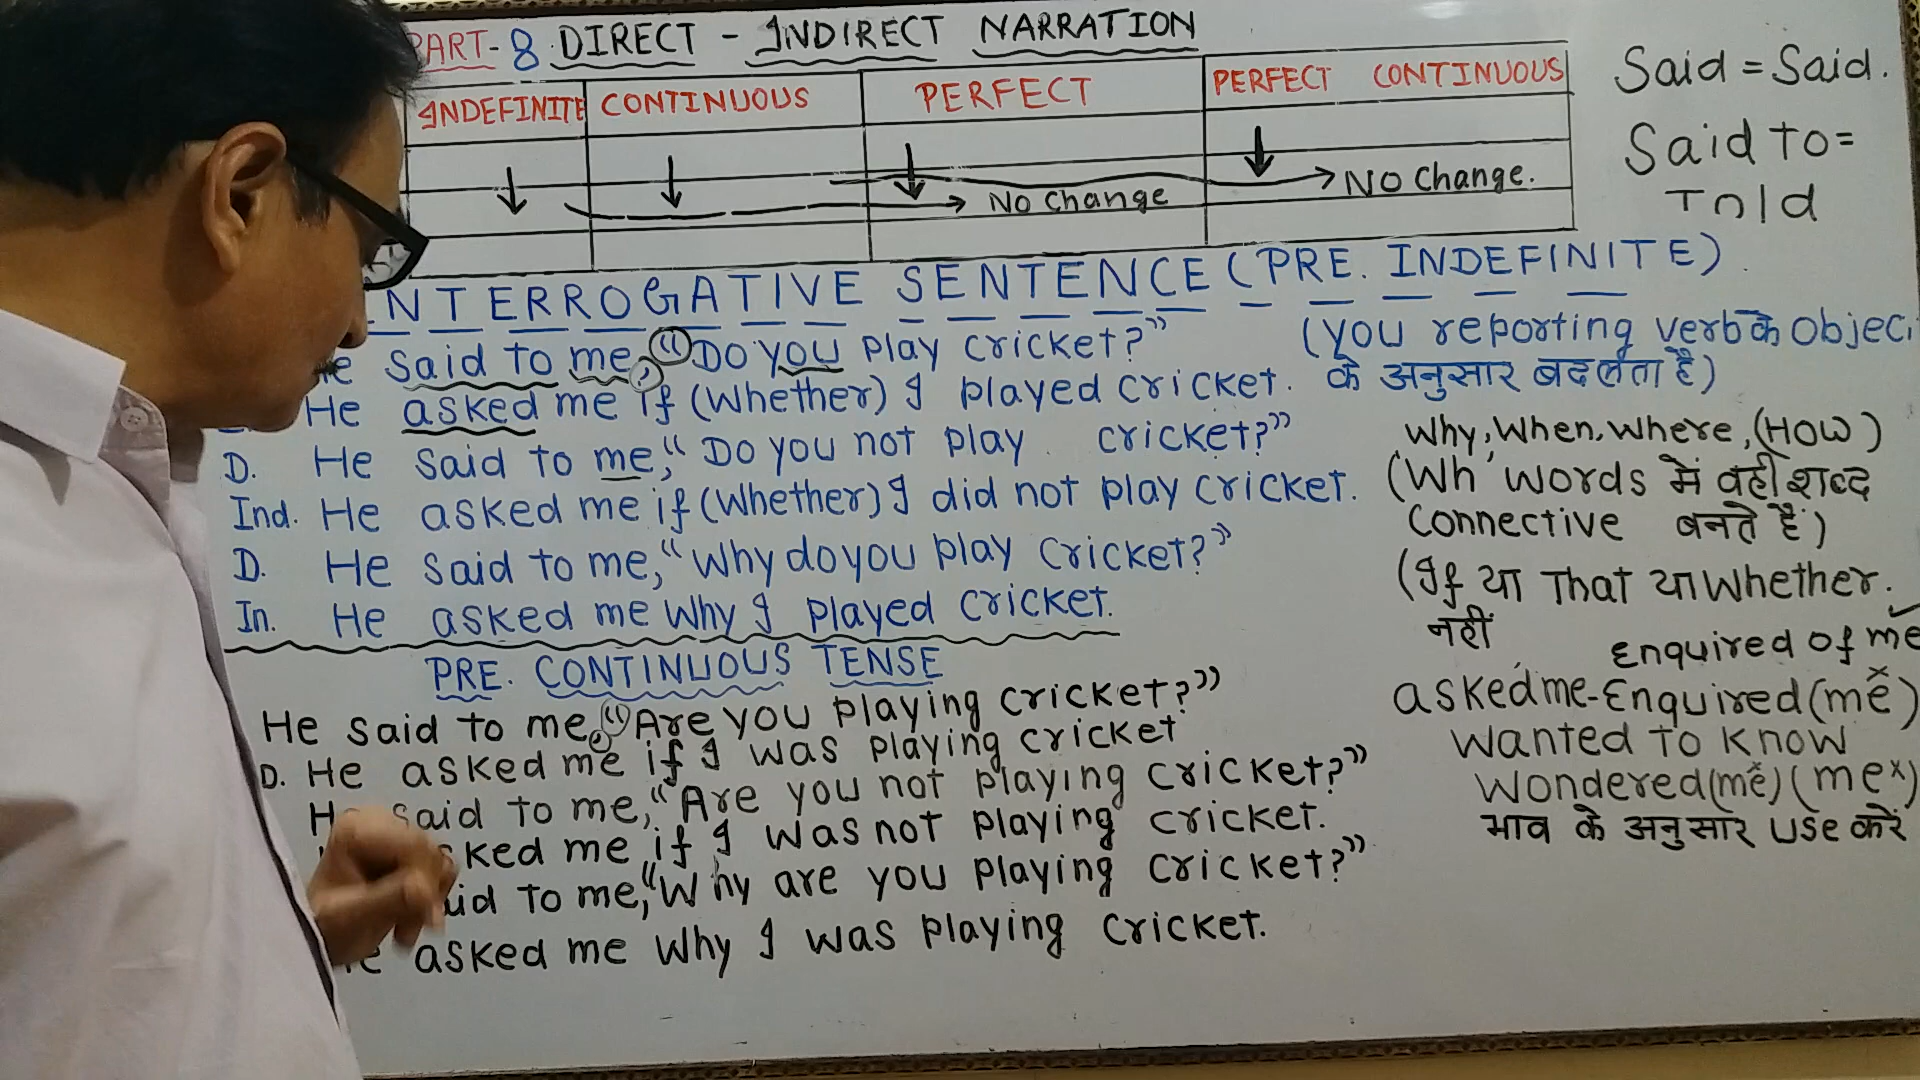 PART-8 DIRECT - INDIRECT NARRATION
INDEFINITE CONTINUOUS PERFECT PERFECT CONTINUOUS
No Change No Change.
Said = Said.
Said To =
Told
INTERROGATIVE SENTENCE (PRE. INDEFINITE).
He said to me, "Do you play cricket?"
He asked me if (Whether) I played cricket.
D. He said to me, "Do you not play cricket?"
Ind. He asked me if (Whether) I did not play cricket.
D. He said to me, "Why do you play cricket?"
In. He asked me why I played cricket.
PRE. CONTINUOUS TENSE
He said to me, "Are you playing cricket?"
D. He asked me if I was playing cricket
He said to me, "Are you not playing cricket?"
asked me if I was not playing cricket.
said to me, "Why are you playing cricket?"
He asked me why I was playing cricket.
(you reporting verb के Object
के अनुसार बदलता है)
Why, When, Where, (How)
(Wh' words में वही शब्द
Connective बनते हैं)
(If या That या Whether.
नहीं
Enquired of me
asked me - Enquired (me×)
Wanted to know
Wondered (me×) (me×)
भाव के अनुसार use करें